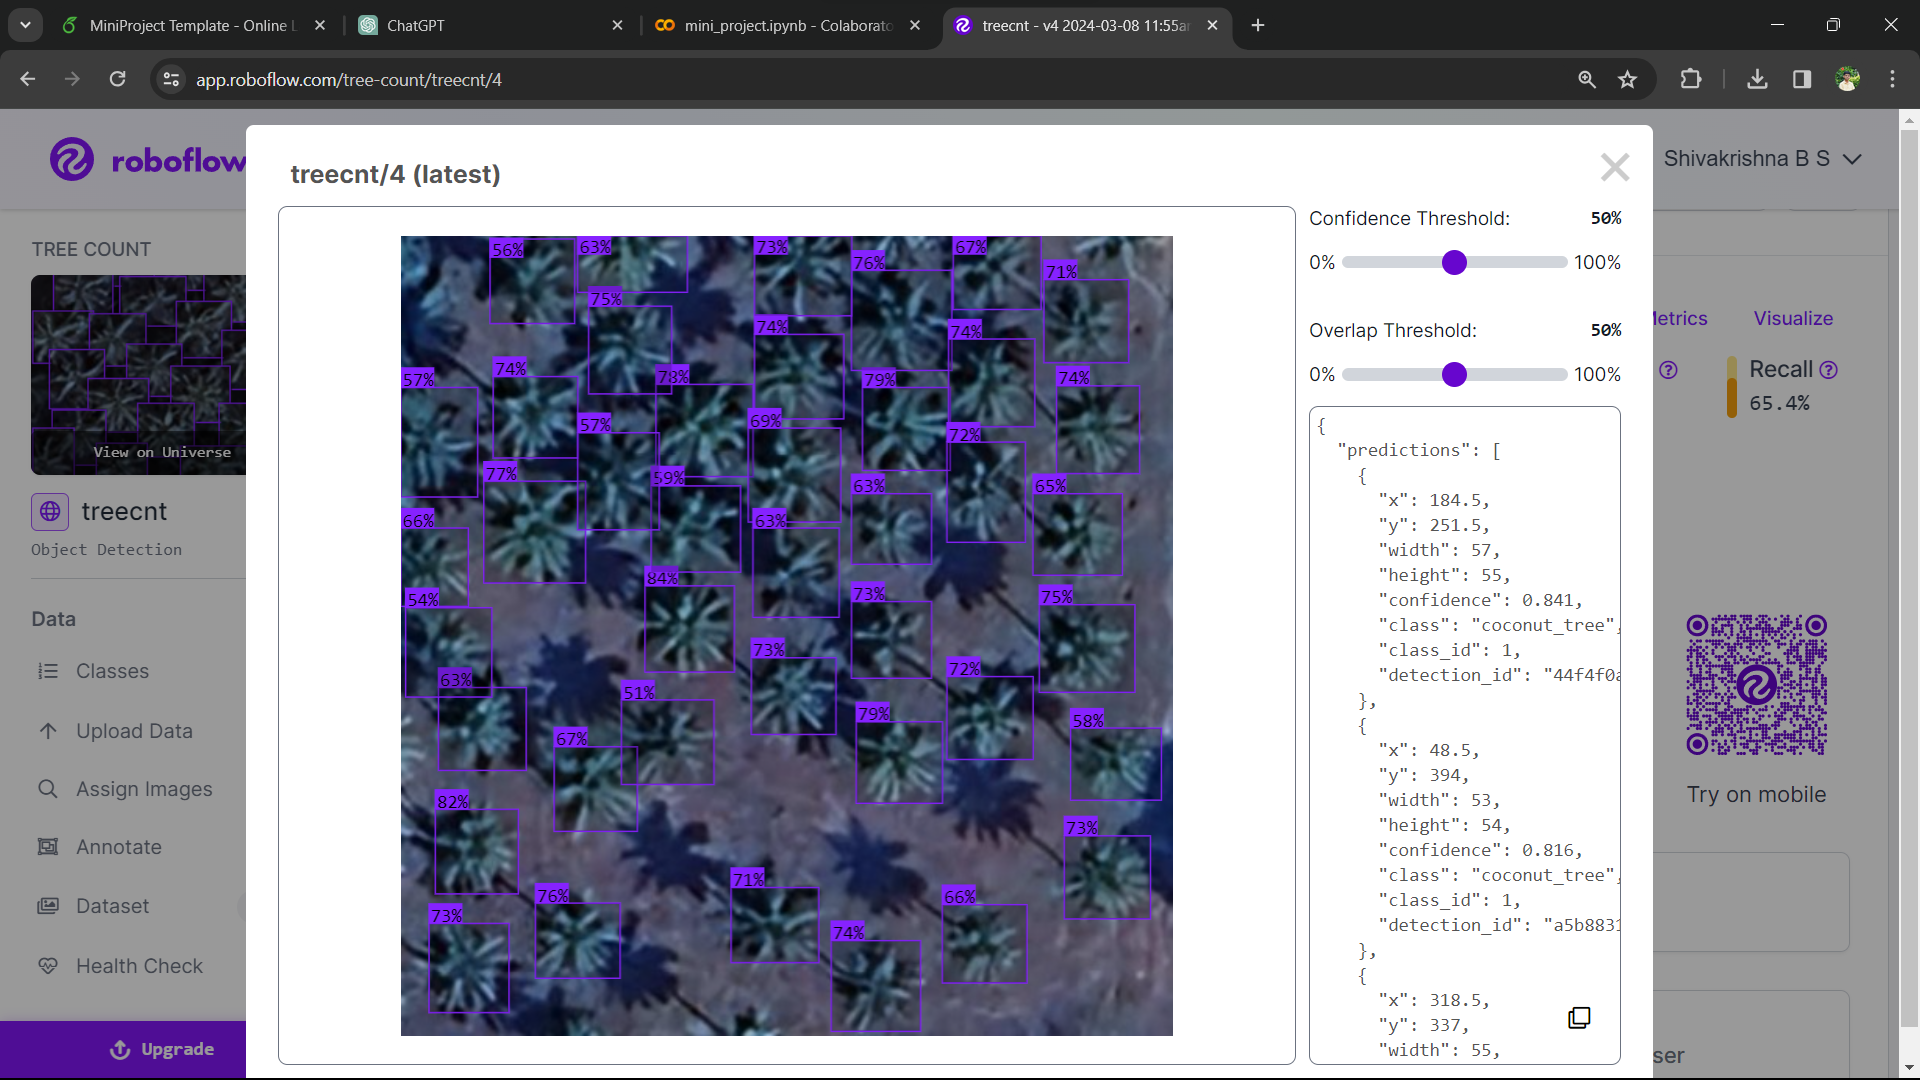 MiniProject Template - Online L
ChatGPT
mini_project.ipynb - Colaborato
treecnt - v4 2024-03-08 11:55am
app.roboflow.com/tree-count/treecnt/4
roboflow
Shivakrishna B S
treecnt/4 (latest)
TREE COUNT
View on Universe
treecnt
Object Detection
Data
Classes
Upload Data
Assign Images
Annotate
Dataset
Health Check
Upgrade
56% 63% 73% 67%
76% 71%
75%
74% 74%
74% 78% 79% 74%
57%
57% 69%
72%
77% 59% 63% 65%
66% 63%
84%
54% 73% 75%
73%
63% 72%
51%
67% 79% 58%
82%
73%
76% 71% 66%
73% 74%
Confidence Threshold: 50%
0% 100%
Overlap Threshold: 50%
0% 100%
{
"predictions": [
{
"x": 184.5,
"y": 251.5,
"width": 57,
"height": 55,
"confidence": 0.841,
"class": "coconut_tree",
"class_id": 1,
"detection_id": "44f4f0a
},
{
"x": 48.5,
"y": 394,
"width": 53,
"height": 54,
"confidence": 0.816,
"class": "coconut_tree",
"class_id": 1,
"detection_id": "a5b8831
},
{
"x": 318.5,
"y": 337,
"width": 55,
etrics
Visualize
Recall
65.4%
Try on mobile
ser